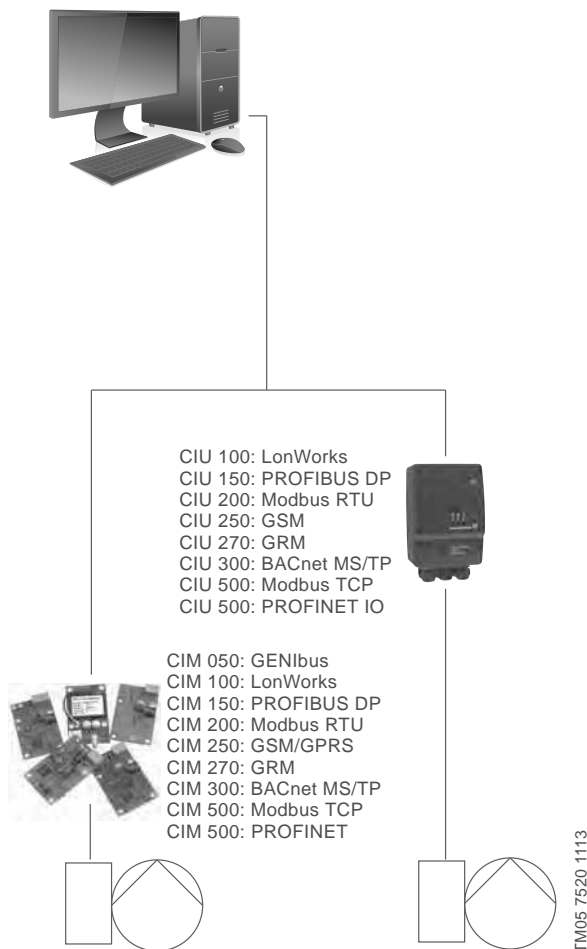 CIU 100: LonWorks
CIU 150: PROFIBUS DP
CIU 200: Modbus RTU
CIU 250: GSM
CIU 270: GRM
CIU 300: BACnet MS/TP
CIU 500: Modbus TCP
CIU 500: PROFINET IO
CIM 050: GENIbus
CIM 100: LonWorks
CIM 150: PROFIBUS DP
CIM 200: Modbus RTU
CIM 250: GSM/GPRS
CIM 270: GRM
CIM 300: BACnet MS/TP
CIM 500: Modbus TCP
CIM 500: PROFINET
TM05 7520 1113